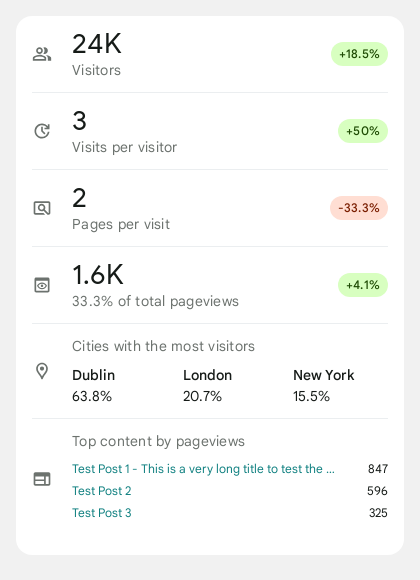 24K
+18.5%
Visitors
3
+50%
Visits per visitor
2
-33.3%
Pages per visit
1.6K
+4.1%
33.3% of total pageviews
Cities with the most visitors
Dublin London New York
63.8% 20.7% 15.5%
Top content by pageviews
Test Post 1 - This is a very long title to test the ... 847
Test Post 2 596
Test Post 3 325